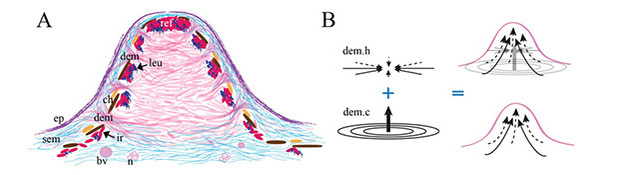 A
B
ref
dem
leu
ch
ep
dem
sem
ir
bv
n
dem.h
+
dem.c
=